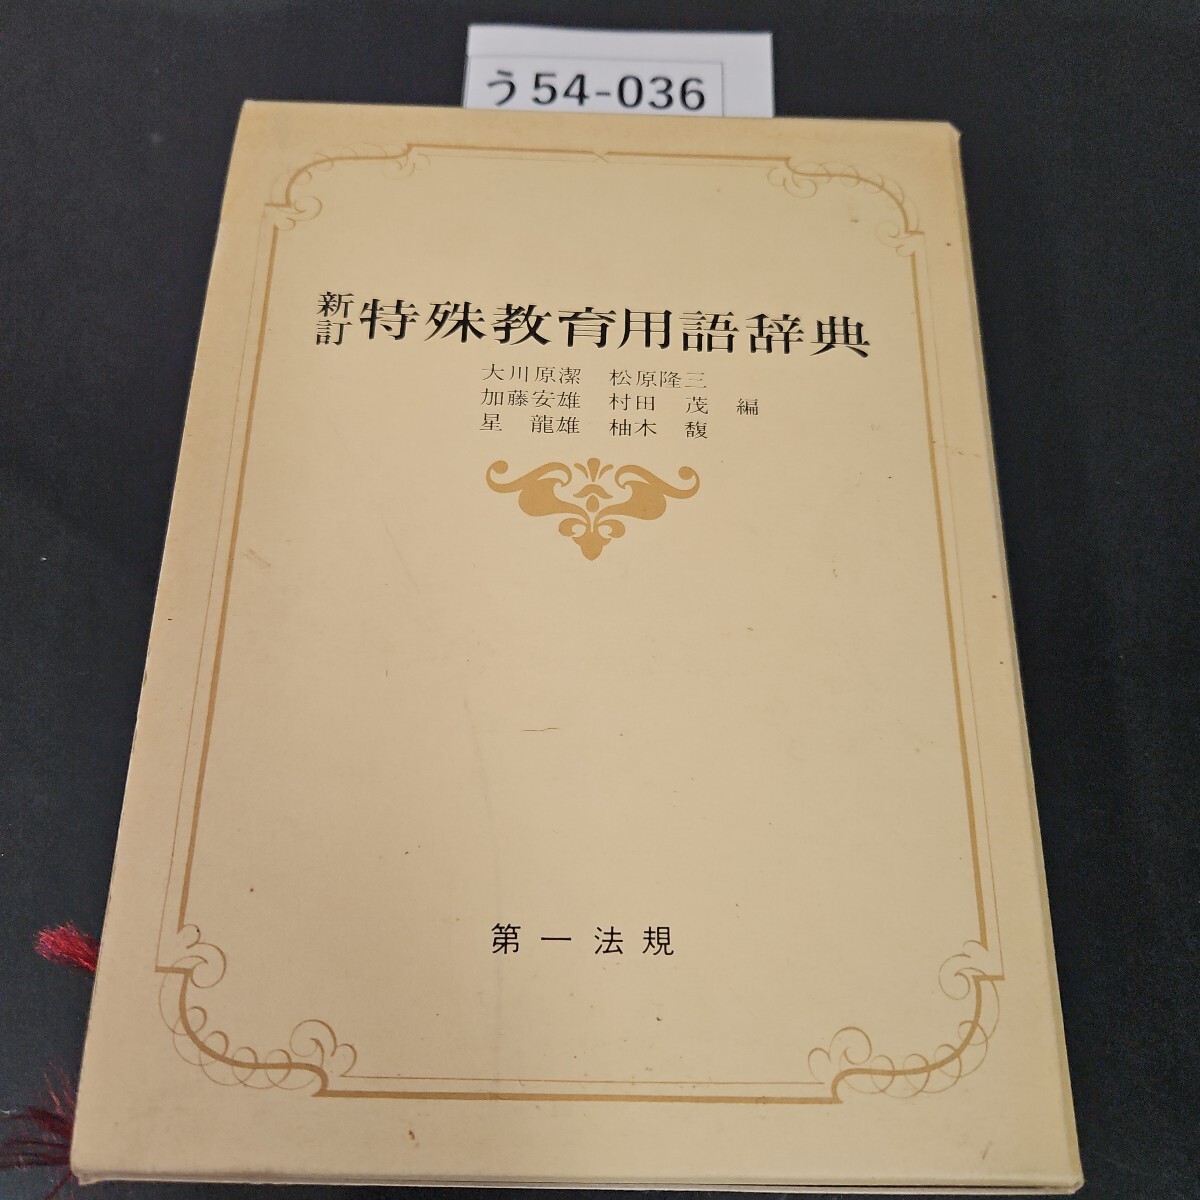 う54-036
新訂 特殊教育用語辞典
大川原潔 松原隆三
加藤安雄 村田 茂 編
星 龍雄 柚木 馥
第一法規